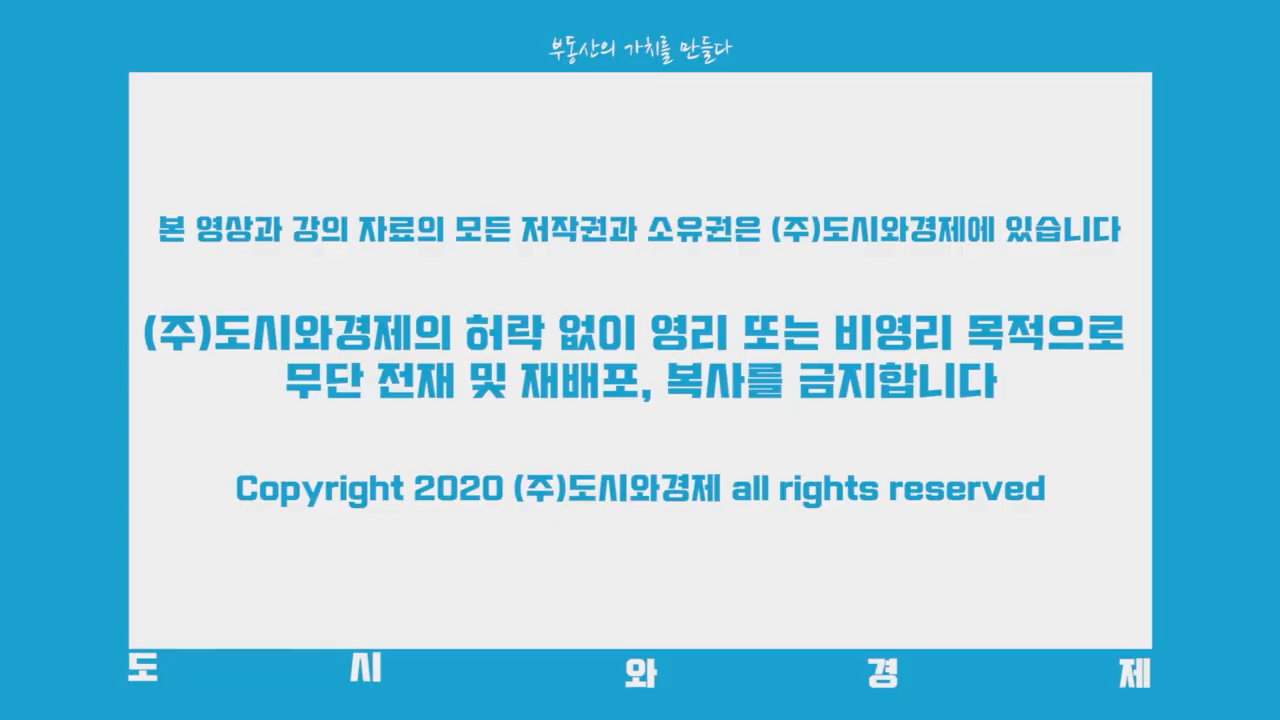 부동산의 가치를 만들다
본 영상과 강의 자료의 모든 저작권과 소유권은 (주)도시와경제에 있습니다
(주)도시와경제의 허락 없이 영리 또는 비영리 목적으로
무단 전재 및 재배포, 복사를 금지합니다
Copyright 2020 (주)도시와경제 all rights reserved
도 시 와 경 제